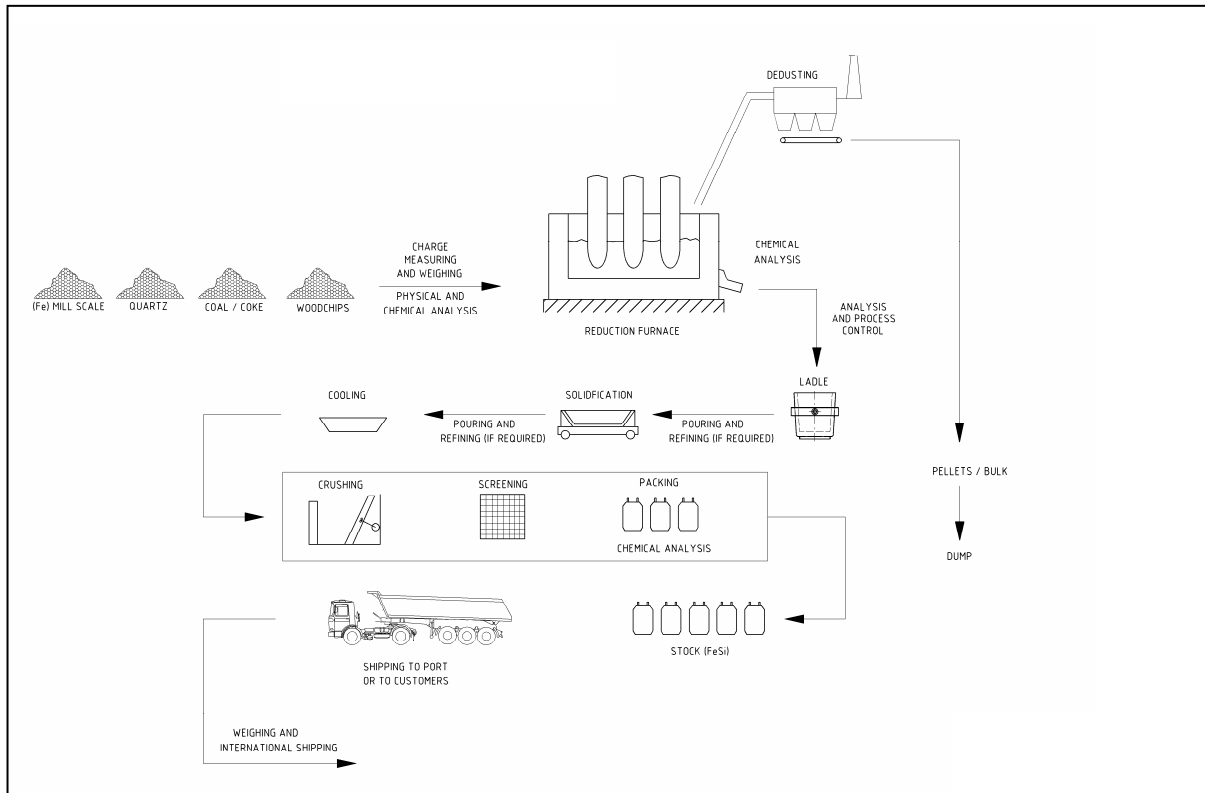 DEDUSTING
CHARGE
MEASURING
AND WEIGHING
PHYSICAL AND
CHEMICAL ANALYSIS
(Fe) MILL SCALE
QUARTZ
COAL / COKE
WOODCHIPS
REDUCTION FURNACE
CHEMICAL
ANALYSIS
ANALYSIS
AND PROCESS
CONTROL
LADLE
SOLIDFICATION
COOLING
POURING AND
REFINING (IF REQUIRED)
POURING AND
REFINING (IF REQUIRED)
PELLETS / BULK
DUMP
CRUSHING
SCREENING
PACKING
CHEMICAL ANALYSIS
STOCK (FeSi)
SHIPPING TO PORT
OR TO CUSTOMERS
WEIGHING AND
INTERNATIONAL SHIPPING